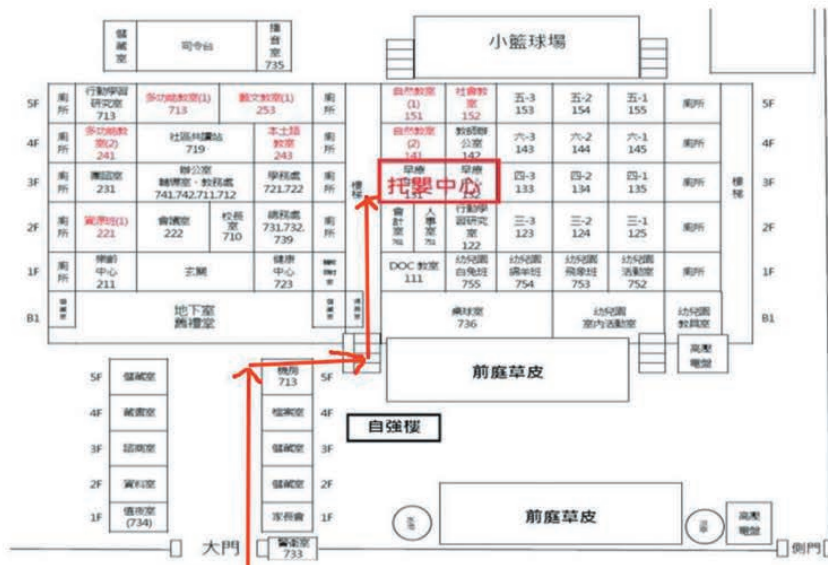 儲藏室
司令台
播音室
735
小籃球場
5F
廁所
行動學習
研究室
713
多功能教室(1)
713
藝文教室(1)
253
廁所
自然教室
(1)
151
社會教
室
152
五-3
153
五-2
154
五-1
155
廁所
5F
4F
廁所
多功能教
室(2)
241
社區共讀站
719
本土語
教室
243
廁所
自然教室
(2)
141
教師辦
公室
142
六-3
143
六-2
144
六-1
145
廁所
4F
3F
廁所
團諮室
231
辦公室
輔導室、教務處
741.742.711.712
學務處
721,722
廁所
樓梯
早療
早療
托嬰中心
四-3
133
四-2
134
四-1
135
廁所
樓梯
3F
2F
廁所
資源班(1)
221
會議室
222
校長
室
710
總務處
731,732,
739
廁所
會計室
人事室
行動學
習研究
室
122
三-3
123
三-2
124
三-1
125
廁所
2F
1F
廁所
樂齡
中心
211
玄關
健康
中心
723
DOC 教室
111
幼兒園
白兔班
755
幼兒園
綿羊班
754
幼兒園
飛象班
753
幼兒園
活動室
752
廁所
1F
B1
儲藏室
地下室
舊禮堂
儲藏室
桌球室
736
幼兒園
室內活動室
幼兒園
教具室
B1
前庭草皮
高壓
電盤
5F
儲藏室
機房
713
5F
4F
藏書室
檔案室
4F
自強樓
3F
諮商室
儲藏室
3F
2F
資料室
儲藏室
2F
1F
值夜室
(734)
家長會
1F
前庭草皮
高壓
電盤
大門
警衛室
733
側門